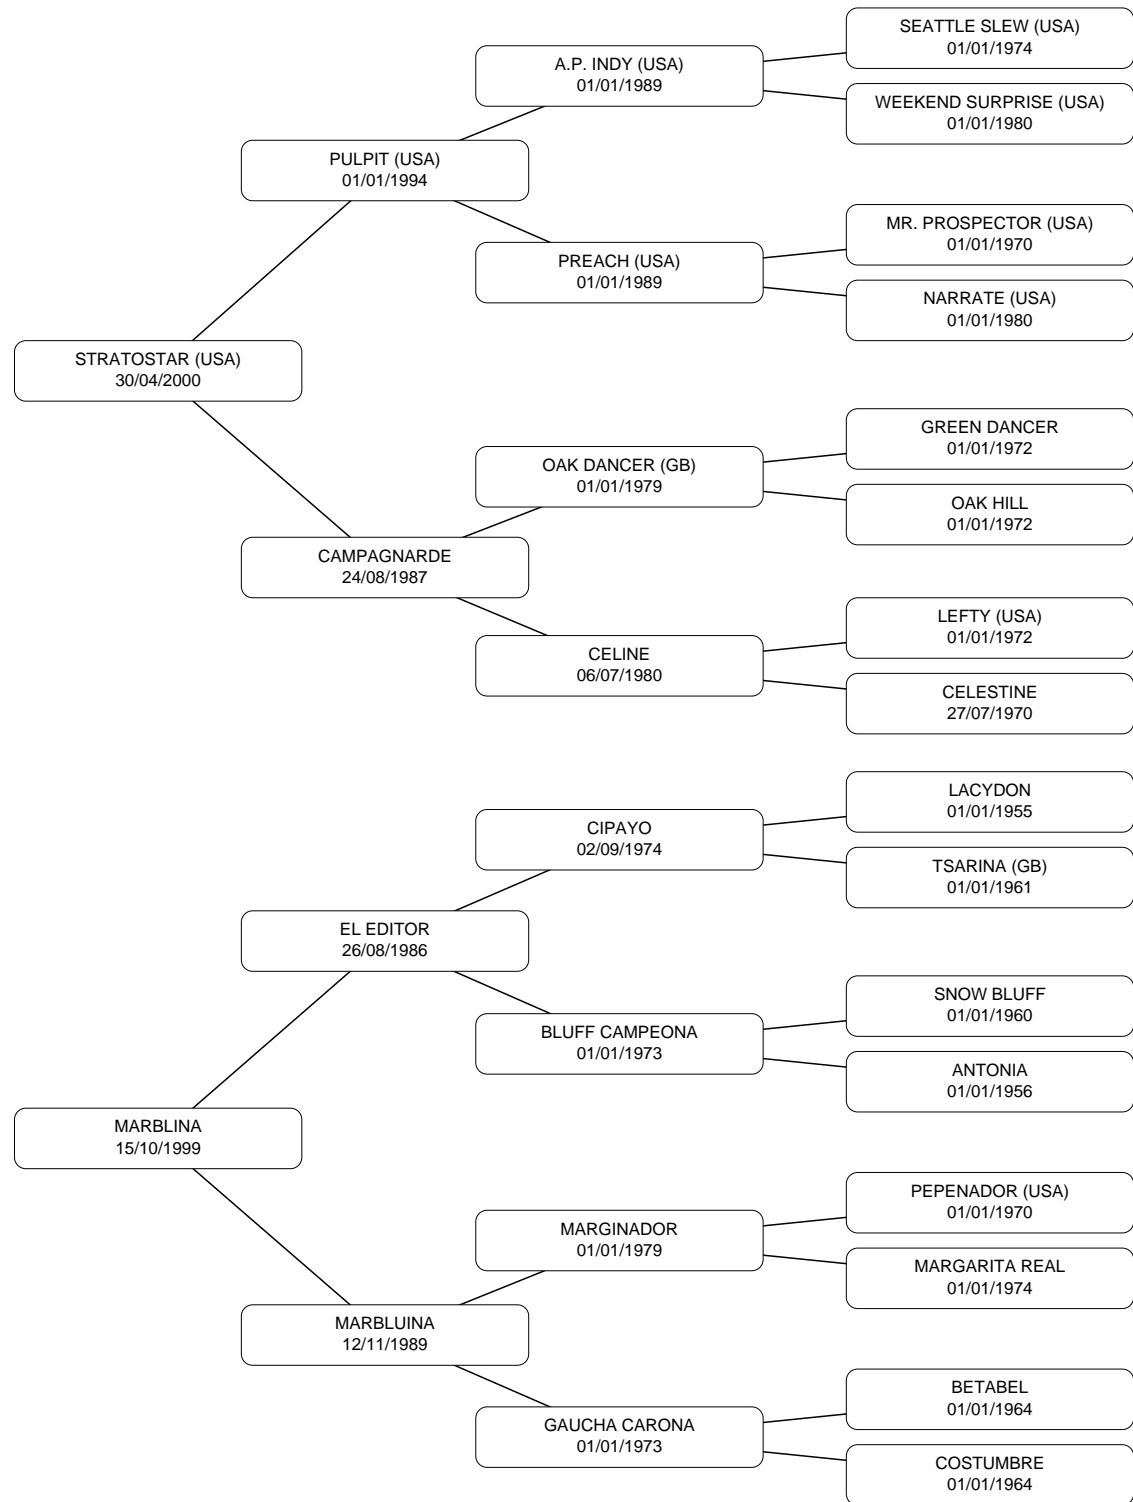 SEATTLE SLEW (USA)
01/01/1974
A.P. INDY (USA)
01/01/1989
WEEKEND SURPRISE (USA)
01/01/1980
PULPIT (USA)
01/01/1994
MR. PROSPECTOR (USA)
01/01/1970
PREACH (USA)
01/01/1989
NARRATE (USA)
01/01/1980
STRATOSTAR (USA)
30/04/2000
GREEN DANCER
01/01/1972
OAK DANCER (GB)
01/01/1979
OAK HILL
01/01/1972
CAMPAGNARDE
24/08/1987
LEFTY (USA)
01/01/1972
CELINE
06/07/1980
CELESTINE
27/07/1970
LACYDON
01/01/1955
CIPAYO
02/09/1974
TSARINA (GB)
01/01/1961
EL EDITOR
26/08/1986
SNOW BLUFF
01/01/1960
BLUFF CAMPEONA
01/01/1973
ANTONIA
01/01/1956
MARBLINA
15/10/1999
PEPENADOR (USA)
01/01/1970
MARGINADOR
01/01/1979
MARGARITA REAL
01/01/1974
MARBLUINA
12/11/1989
BETABEL
01/01/1964
GAUCHA CARONA
01/01/1973
COSTUMBRE
01/01/1964